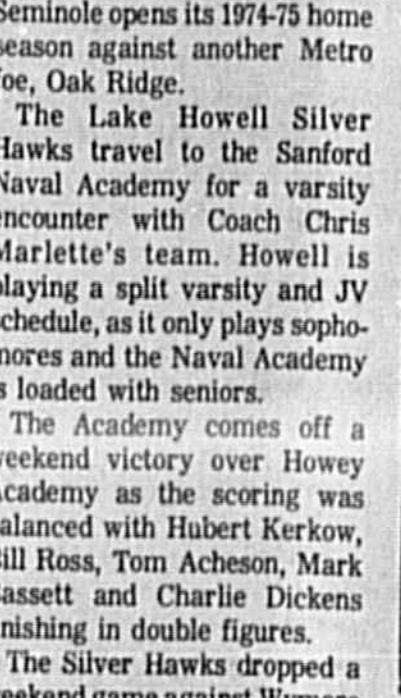 Seminole opens its 1974-75 home
season against another Metro
foe, Oak Ridge.
The Lake Howell Silver
Hawks travel to the Sanford
Naval Academy for a varsity
encounter with Coach Chris
Marlette's team. Howell is
playing a split varsity and JV
schedule, as it only plays sopho-
mores and the Naval Academy
is loaded with seniors.
The Academy comes off a
weekend victory over Howey
Academy as the scoring was
balanced with Hubert Kerkow,
Bill Ross, Tom Acheson, Mark
assett and Charlie Dickens
finishing in double figures.
The Silver Hawks dropped a
weekend game against